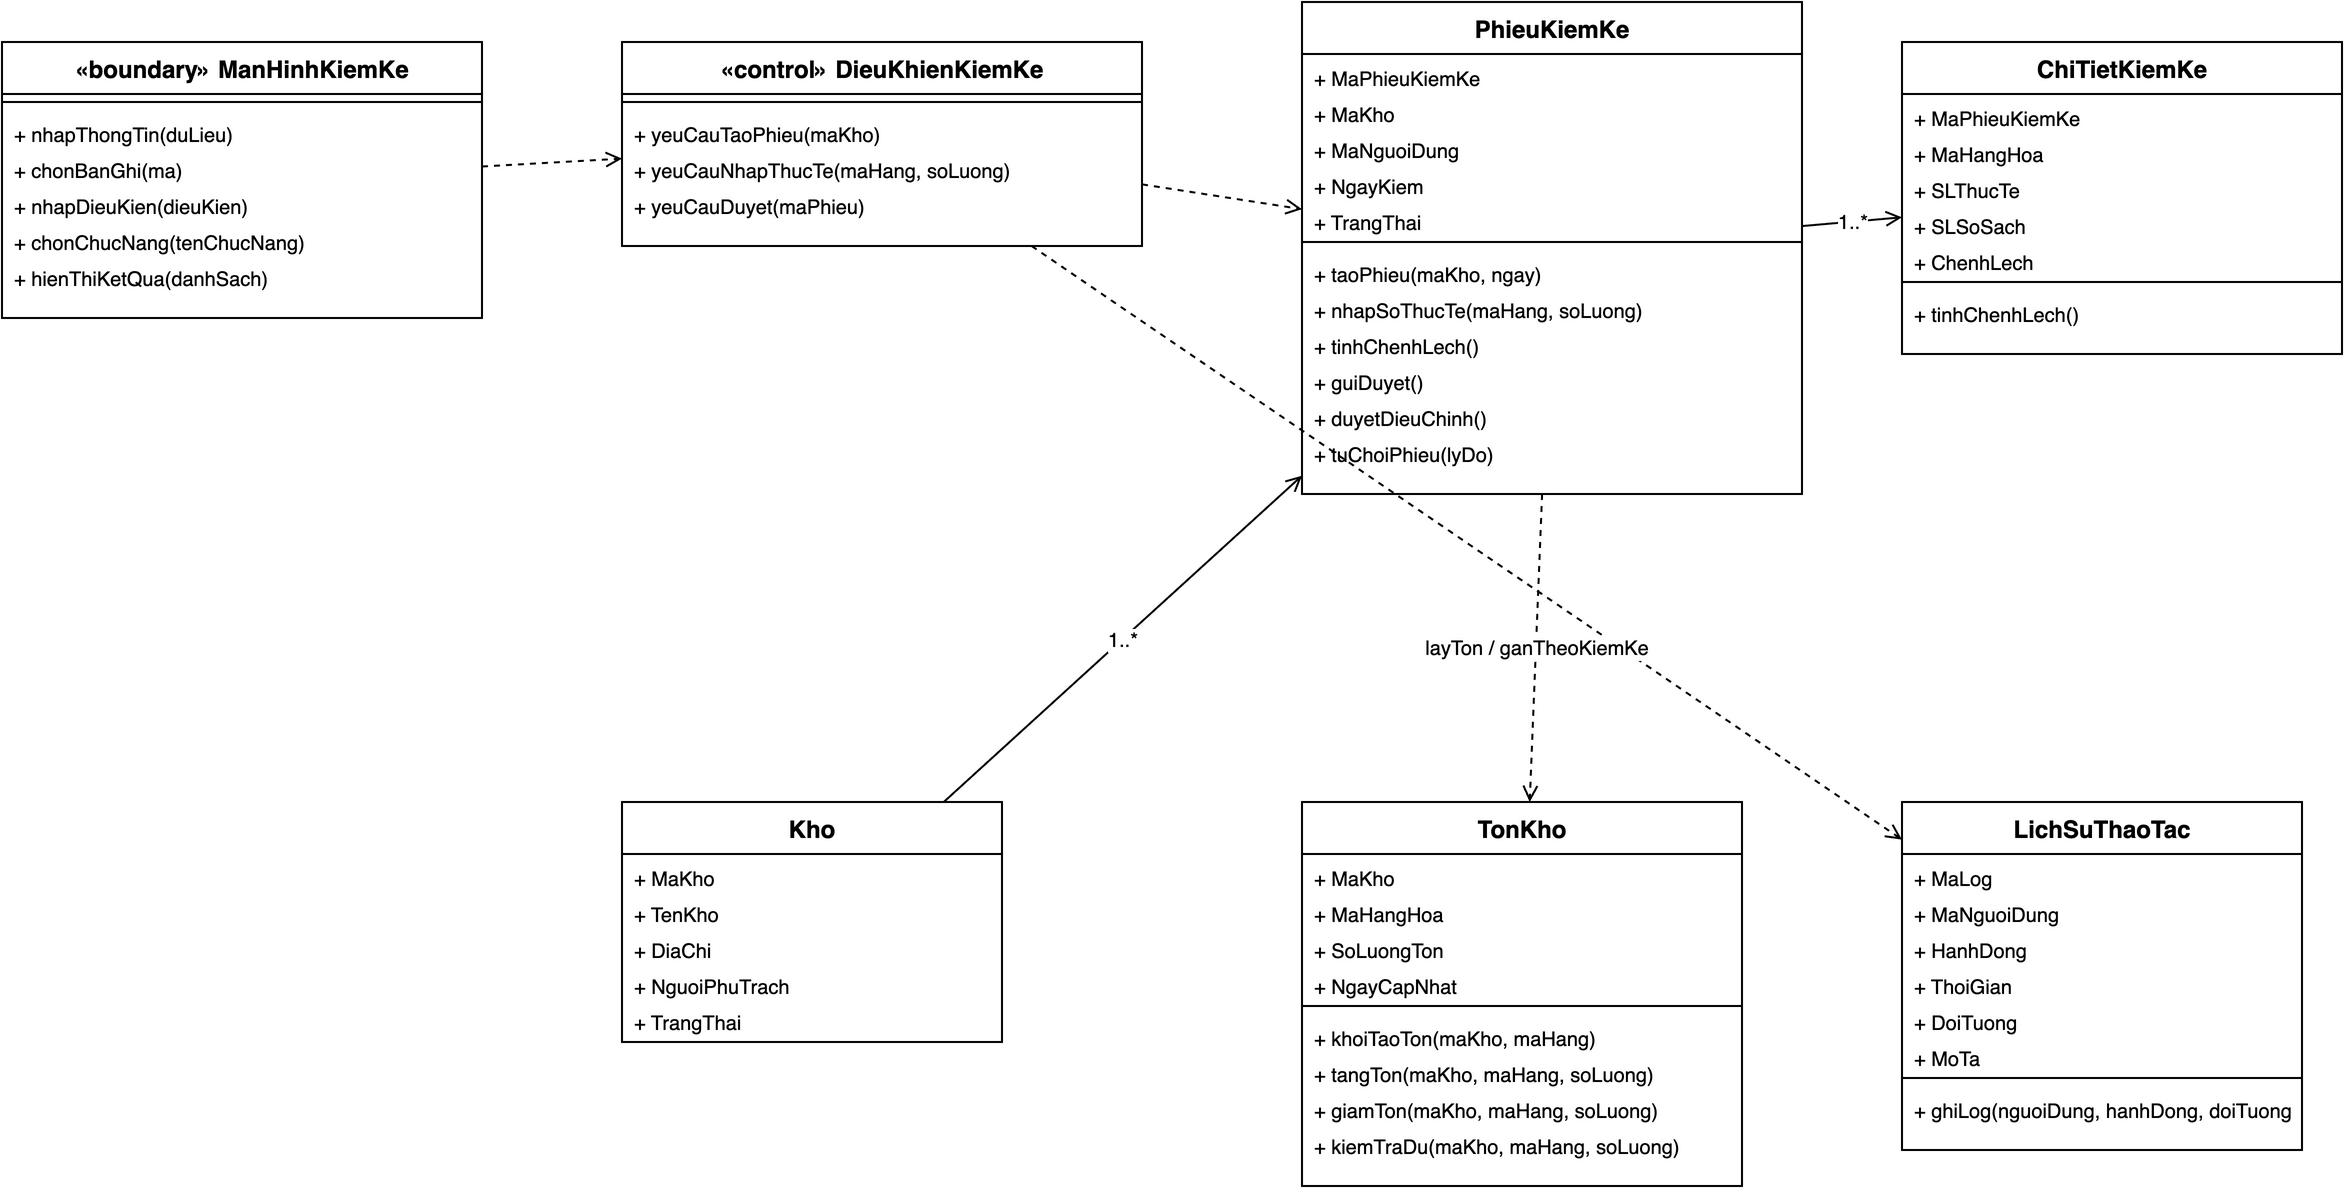 «boundary» ManHinhKiemKe
+ nhapThongTin(duLieu)
+ chonBanGhi(ma)
+ nhapDieuKien(dieuKien)
+ chonChucNang(tenChucNang)
+ hienThiKetQua(danhSach)
«control» DieuKhienKiemKe
+ yeuCauTaoPhieu(maKho)
+ yeuCauNhapThucTe(maHang, soLuong)
+ yeuCauDuyet(maPhieu)
PhieuKiemKe
+ MaPhieuKiemKe
+ MaKho
+ MaNguoiDung
+ NgayKiem
+ TrangThai
+ taoPhieu(maKho, ngay)
+ nhapSoThucTe(maHang, soLuong)
+ tinhChenhLech()
+ guiDuyet()
+ duyetDieuChinh()
+ tuChoiPhieu(lyDo)
1..*
ChiTietKiemKe
+ MaPhieuKiemKe
+ MaHangHoa
+ SLThucTe
+ SLSoSach
+ ChenhLech
+ tinhChenhLech()
1..*
layTon / ganTheoKiemKe
Kho
+ MaKho
+ TenKho
+ DiaChi
+ NguoiPhuTrach
+ TrangThai
TonKho
+ MaKho
+ MaHangHoa
+ SoLuongTon
+ NgayCapNhat
+ khoiTaoTon(maKho, maHang)
+ tangTon(maKho, maHang, soLuong)
+ giamTon(maKho, maHang, soLuong)
+ kiemTraDu(maKho, maHang, soLuong)
LichSuThaoTac
+ MaLog
+ MaNguoiDung
+ HanhDong
+ ThoiGian
+ DoiTuong
+ MoTa
+ ghiLog(nguoiDung, hanhDong, doiTuong